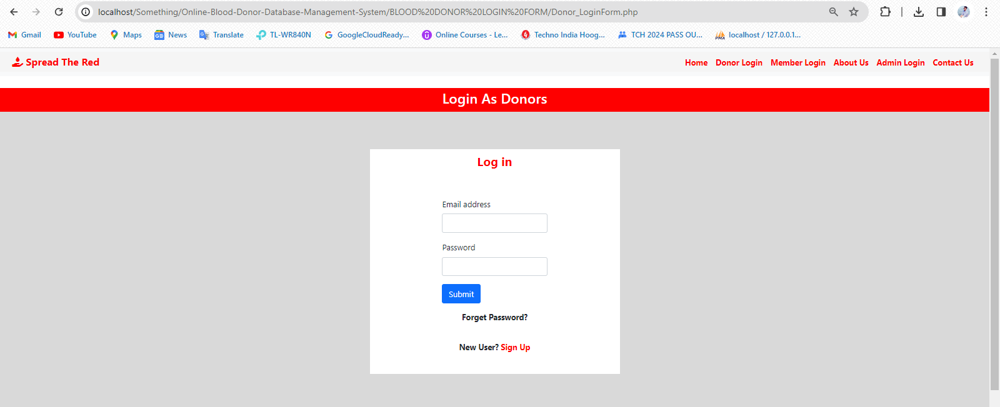 localhost/Something/Online-Blood-Donor-Database-Management-System/BLOOD%20DONOR%20LOGIN%20FORM/Donor_LoginForm.php
Gmail YouTube Maps News Translate TL-WR840N GoogleCloudReady... Online Courses - Le... Techno India Hoog... TCH 2024 PASS OU... PMA localhost / 127.0.0.1...
Spread The Red Home Donor Login Member Login About Us Admin Login Contact Us
Login As Donors
Log in
Email address
Password
Submit
Forget Password?
New User? Sign Up